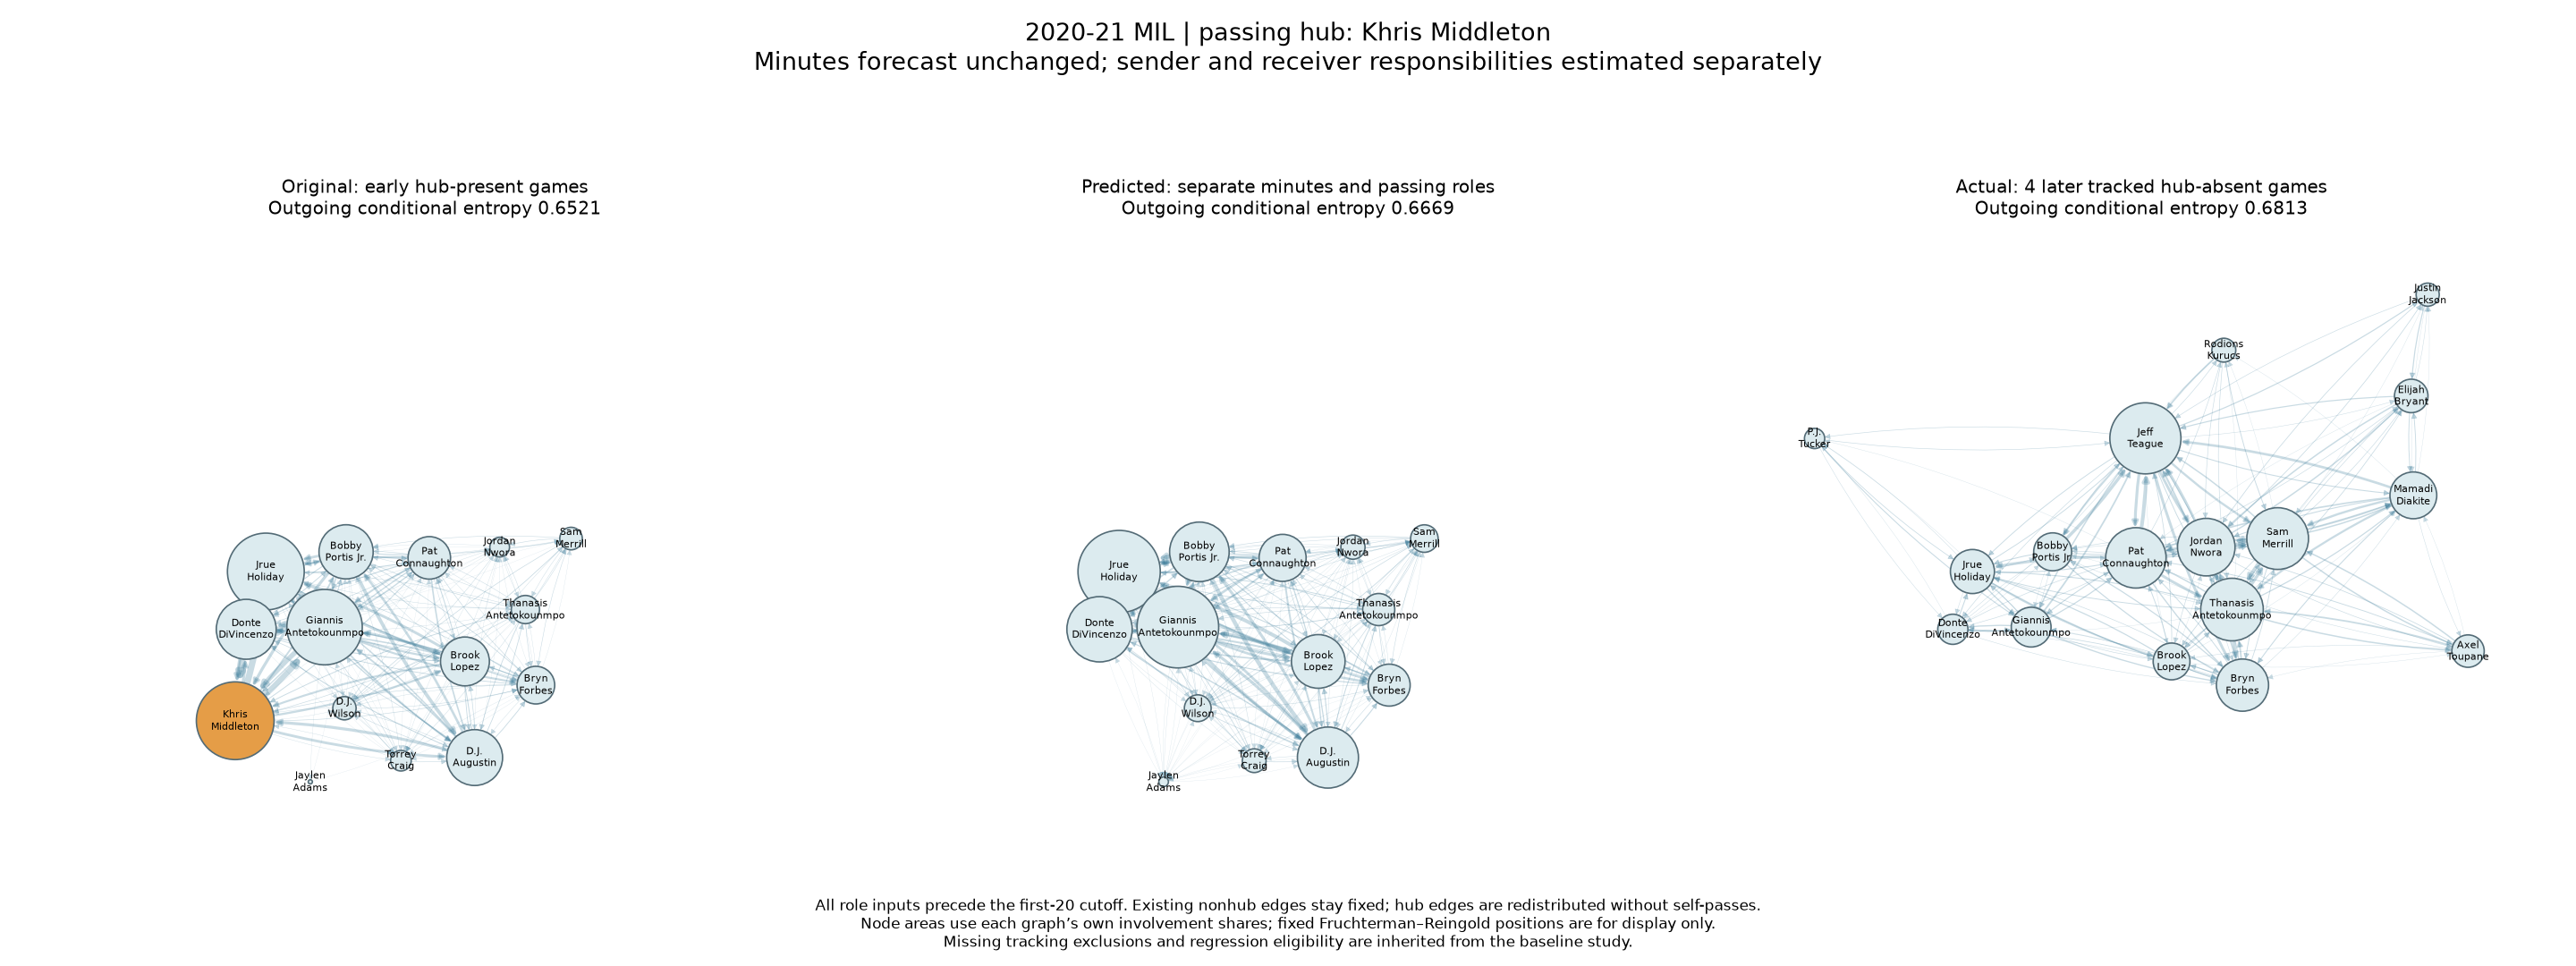 2020-21 MIL | passing hub: Khris Middleton
Minutes forecast unchanged; sender and receiver responsibilities estimated separately
Original: early hub-present games
Outgoing conditional entropy 0.6521
Jrue
Holiday
Bobby
Portis Jr.
Pat
Connaughton
Jordan
Nwora
Sam
Merrill
Donte
DiVincenzo
Giannis
Antetokounmpo
Thanasis
Antetokounmpo
Brook
Lopez
Bryn
Forbes
Khris
Middleton
D.J.
Wilson
Torrey
Craig
D.J.
Augustin
Jaylen
Adams
Predicted: separate minutes and passing roles
Outgoing conditional entropy 0.6669
Jrue
Holiday
Bobby
Portis Jr.
Pat
Connaughton
Jordan
Nwora
Sam
Merrill
Donte
DiVincenzo
Giannis
Antetokounmpo
Thanasis
Antetokounmpo
Brook
Lopez
Bryn
Forbes
D.J.
Wilson
Torrey
Craig
D.J.
Augustin
Jaylen
Adams
Actual: 4 later tracked hub-absent games
Outgoing conditional entropy 0.6813
Justin
Jackson
Rodions
Kurucs
Elijah
Bryant
P.J.
Tucker
Jeff
Teague
Mamadi
Diakite
Jrue
Holiday
Bobby
Portis Jr.
Pat
Connaughton
Jordan
Nwora
Sam
Merrill
Donte
DiVincenzo
Giannis
Antetokounmpo
Thanasis
Antetokounmpo
Brook
Lopez
Bryn
Forbes
Axel
Toupane
All role inputs precede the first-20 cutoff. Existing nonhub edges stay fixed; hub edges are redistributed without self-passes.
Node areas use each graph’s own involvement shares; fixed Fruchterman–Reingold positions are for display only.
Missing tracking exclusions and regression eligibility are inherited from the baseline study.